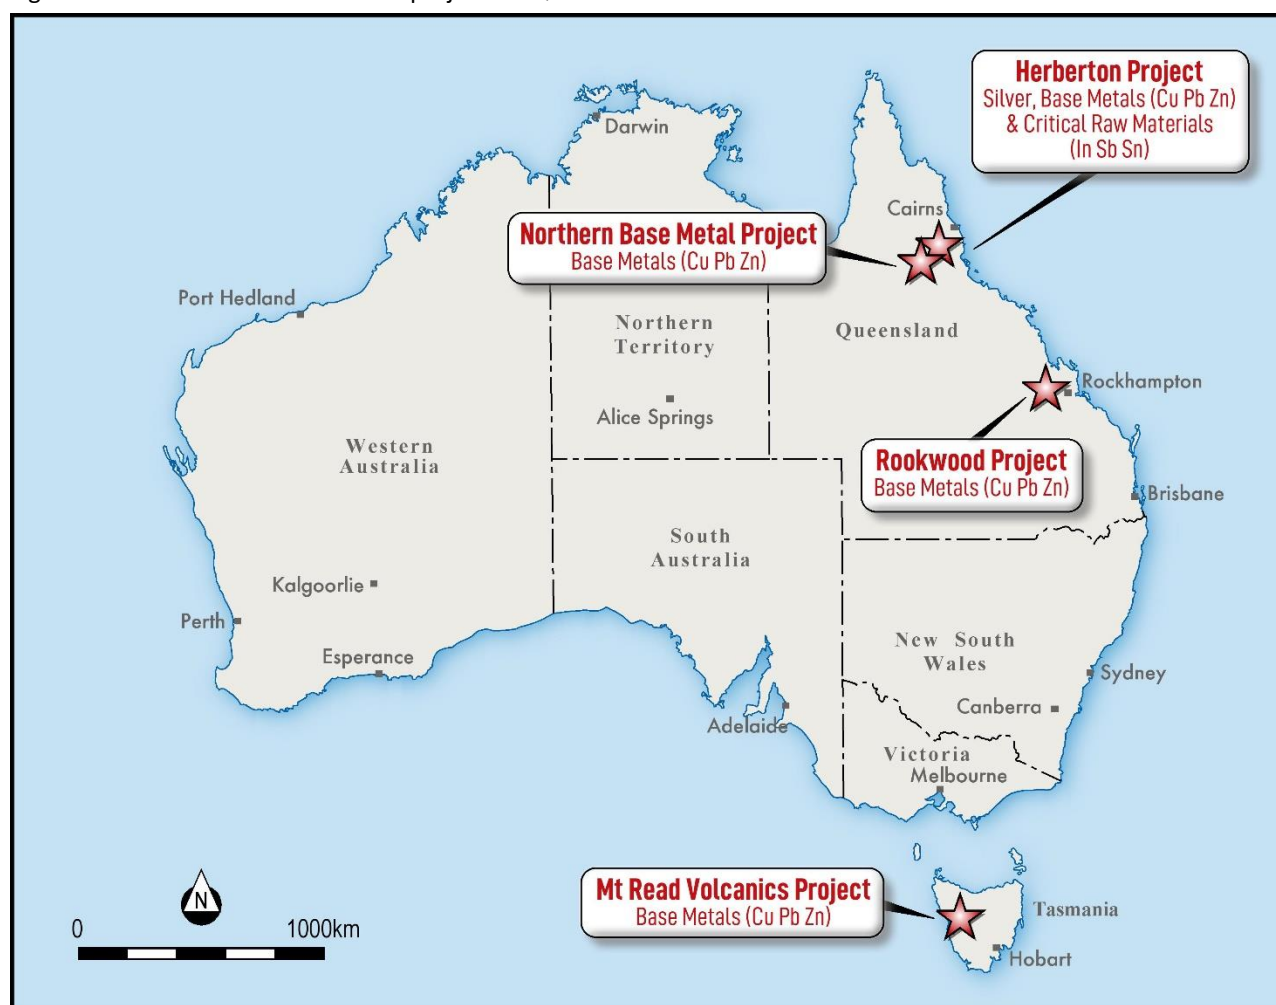 Herberton Project
Silver, Base Metals (Cu Pb Zn)
& Critical Raw Materials
(In Sb Sn)
Darwin
Cairns
Northern Base Metal Project
Base Metals (Cu Pb Zn)
Port Hedland
Northern
Territory
Queensland
Rockhampton
Alice Springs
Western
Australia
Rookwood Project
Base Metals (Cu Pb Zn)
Brisbane
South
Australia
Kalgoorlie
Perth
Esperance
New South
Wales
Sydney
Canberra
Adelaide
Victoria
Melbourne
Mt Read Volcanics Project
Base Metals (Cu Pb Zn)
Tasmania
Hobart
N
0
1000km